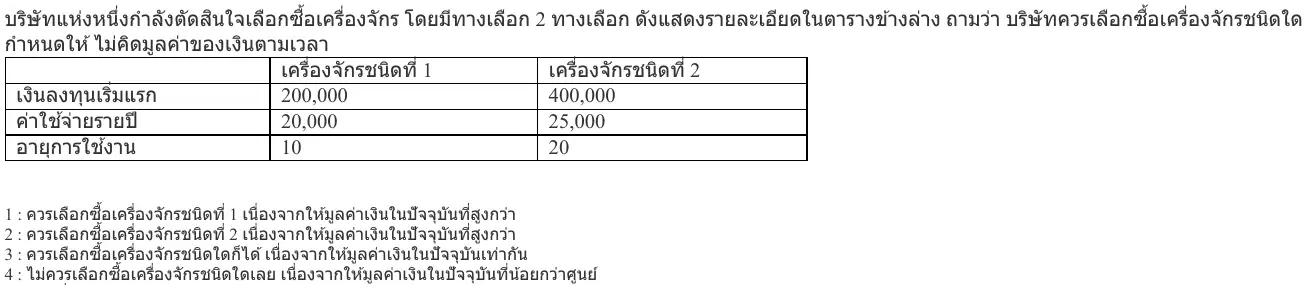 บริษัทแห่งหนึ่งกำลังตัดสินใจเลือกซื้อเครื่องจักร โดยมีทางเลือก 2 ทางเลือก ดังแสดงรายละเอียดในตารางข้างล่าง ถามว่า บริษัทควรเลือกซื้อเครื่องจักรชนิดใด
กำหนดให้ ไม่คิดมูลค่าของเงินตามเวลา
เครื่องจักรชนิดที่ 1 เครื่องจักรชนิดที่ 2
เงินลงทุนเริ่มแรก 200,000 400,000
ค่าใช้จ่ายรายปี 20,000 25,000
อายุการใช้งาน 10 20
1 : ควรเลือกซื้อเครื่องจักรชนิดที่ 1 เนื่องจากให้มูลค่าเงินในปัจจุบันที่สูงกว่า
2 : ควรเลือกซื้อเครื่องจักรชนิดที่ 2 เนื่องจากให้มูลค่าเงินในปัจจุบันที่สูงกว่า
3 : ควรเลือกซื้อเครื่องจักรชนิดใดก็ได้ เนื่องจากให้มูลค่าเงินในปัจจุบันเท่ากัน
4 : ไม่ควรเลือกซื้อเครื่องจักรชนิดใดเลย เนื่องจากให้มูลค่าเงินในปัจจุบันที่น้อยกว่าศูนย์